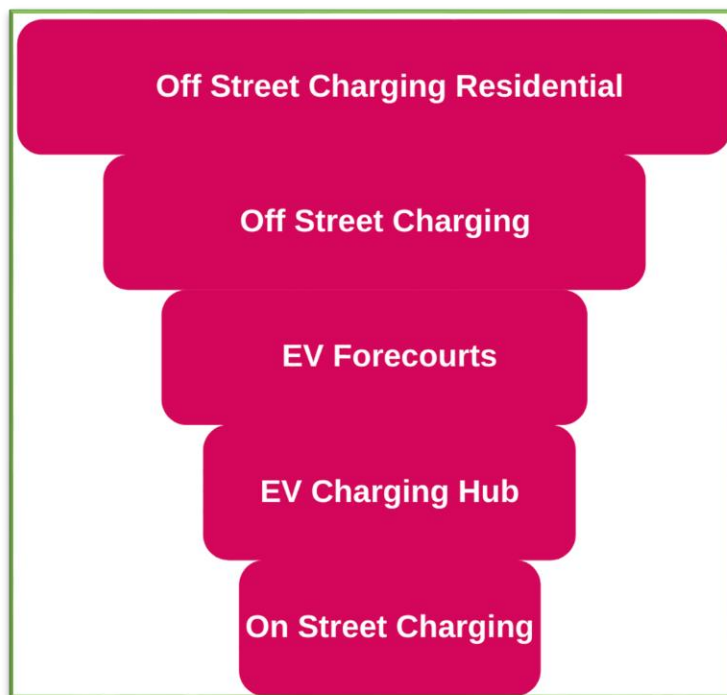 Off Street Charging Residential
Off Street Charging
EV Forecourts
EV Charging Hub
On Street Charging